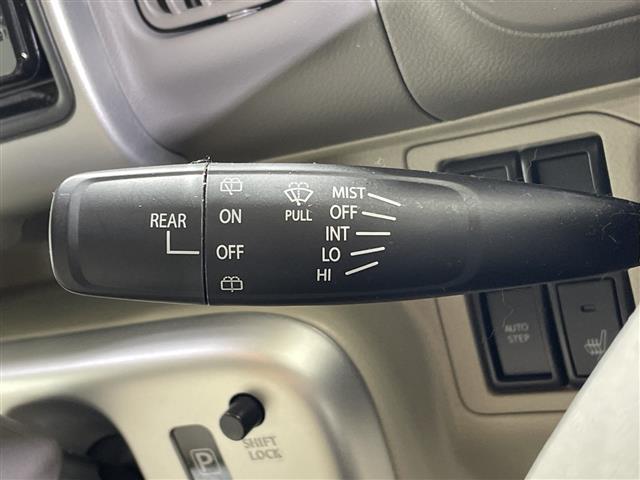 REAR
ON
OFF
PULL
MIST
OFF
INT
LO
HI
AUTO
STEP
SHIFT
LOCK
P